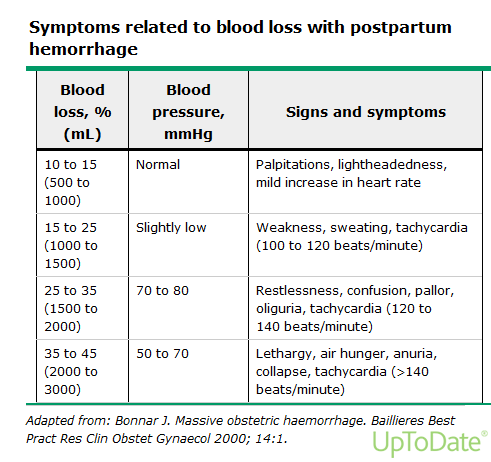 Symptoms related to blood loss with postpartum
hemorrhage
Blood
loss, %
(mL)
Blood
pressure,
mmHg
Signs and symptoms
10 to 15
(500 to
1000)
Normal
Palpitations, lightheadedness,
mild increase in heart rate
15 to 25
(1000 to
1500)
Slightly low
Weakness, sweating, tachycardia
(100 to 120 beats/minute)
25 to 35
(1500 to
2000)
70 to 80
Restlessness, confusion, pallor,
oliguria, tachycardia (120 to
140 beats/minute)
35 to 45
(2000 to
3000)
50 to 70
Lethargy, air hunger, anuria,
collapse, tachycardia (>140
beats/minute)
Adapted from: Bonnar J. Massive obstetric haemorrhage. Baillieres Best
Pract Res Clin Obstet Gynaecol 2000; 14:1.
UpToDate®